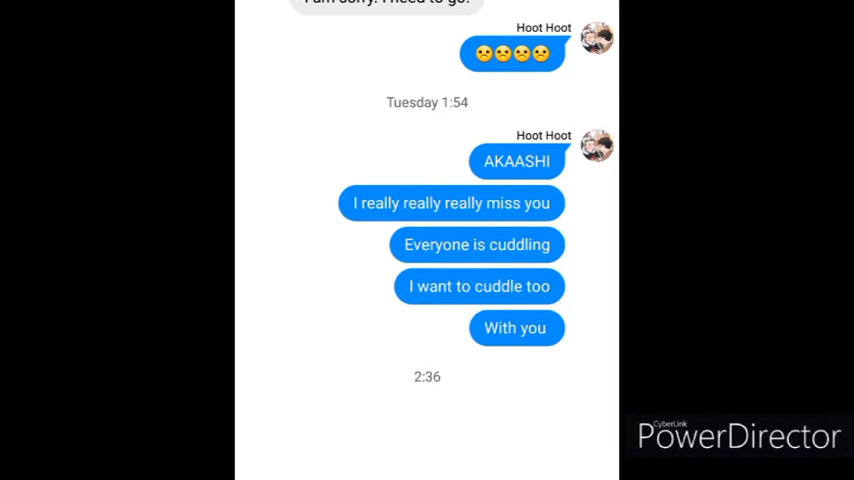 I am sorry. I need to go.
Hoot Hoot
🙁🙁🙁🙁
Tuesday 1:54
Hoot Hoot
AKAASHI
I really really really miss you
Everyone is cuddling
I want to cuddle too
With you
2:36
CyberLink
PowerDirector